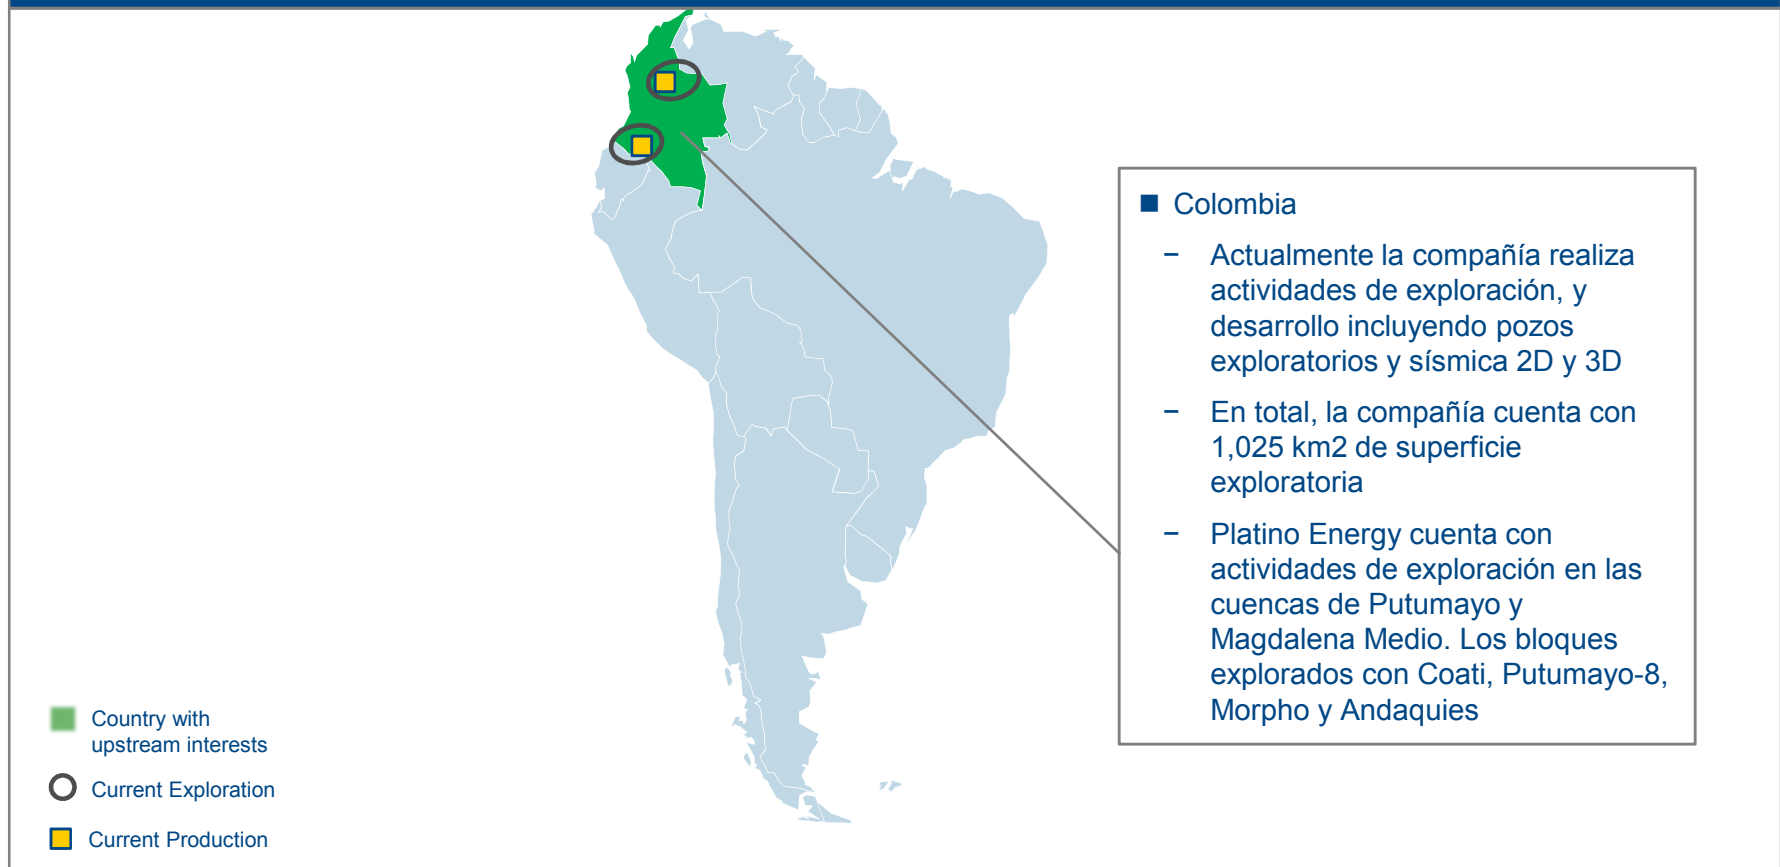 ■ Colombia
− Actualmente la compañía realiza
actividades de exploración, y
desarrollo incluyendo pozos
exploratorios y sísmica 2D y 3D
− En total, la compañía cuenta con
1,025 km2 de superficie
exploratoria
− Platino Energy cuenta con
actividades de exploración en las
cuencas de Putumayo y
Magdalena Medio. Los bloques
explorados con Coati, Putumayo-8,
Morpho y Andaquies
Country with
upstream interests
Current Exploration
Current Production